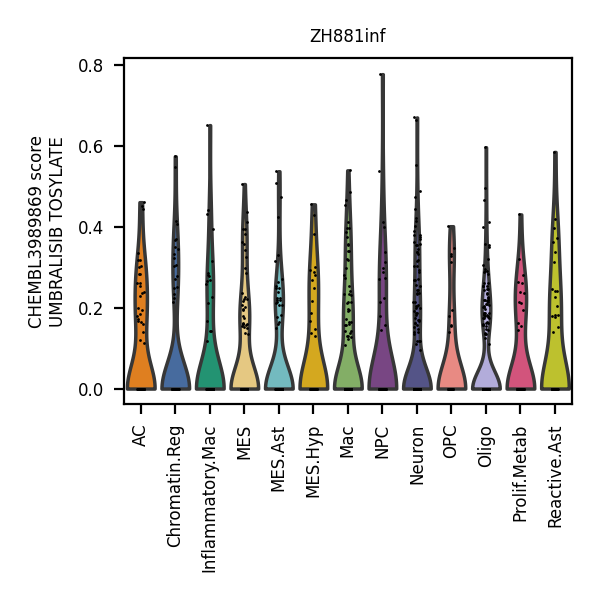 ZH881inf
CHEMBL3989869 score
UMBRALISIB TOSYLATE
0.8
0.6
0.4
0.2
0.0
AC
Chromatin.Reg
Inflammatory.Mac
MES
MES.Ast
MES.Hyp
Mac
NPC
Neuron
OPC
Oligo
Prolif.Metab
Reactive.Ast